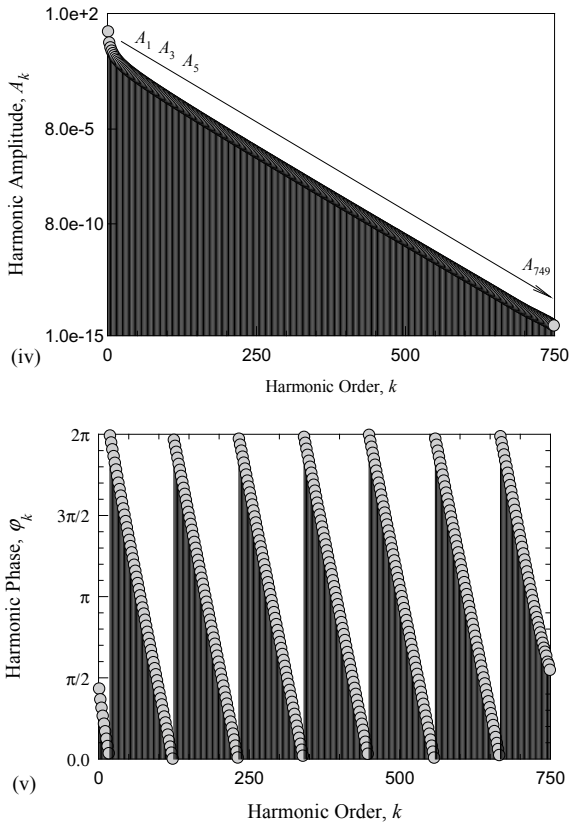 1.0e+2
A1 A3 A5
8.0e-5
8.0e-10
A749
1.0e-15
0 250 500 750
Harmonic Amplitude, Ak
Harmonic Order, k
(iv)
2π
3π/2
π
π/2
0.0
0 250 500 750
Harmonic Phase, φk
Harmonic Order, k
(v)